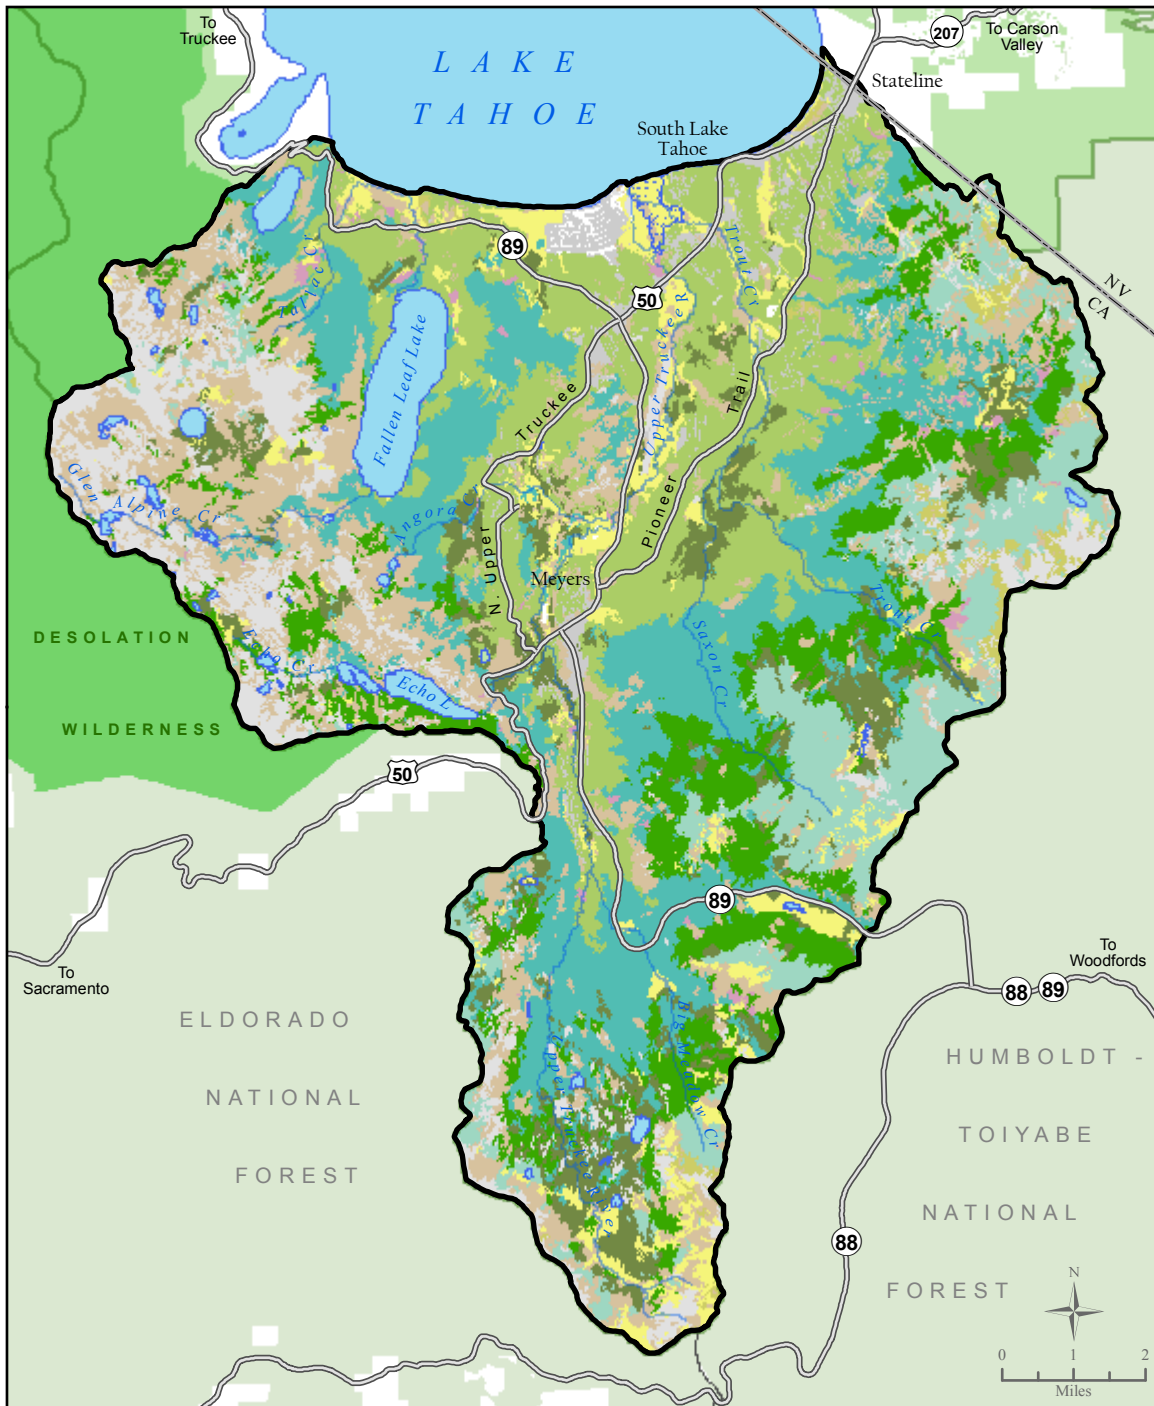 To
Truckee
LAKE
TAHOE
207
To Carson
Valley
Stateline
South Lake
Tahoe
89
50
NV
CA
Tallac Cr
Trout Cr
Upper Truckee R
Fallen Leaf Lake
Truckee
Trail
Pioneer
Glen Alpine Cr
Angora Cr
N. Upper
Meyers
Trout Cr
Saxon Cr
DESOLATION
WILDERNESS
Echo Cr
Echo L
50
89
To
Sacramento
To
Woodfords
88
89
ELDORADO
NATIONAL
FOREST
Big Meadow Cr
Upper Truckee River
HUMBOLDT -
TOIYABE
NATIONAL
FOREST
88
N
0 1 2
Miles